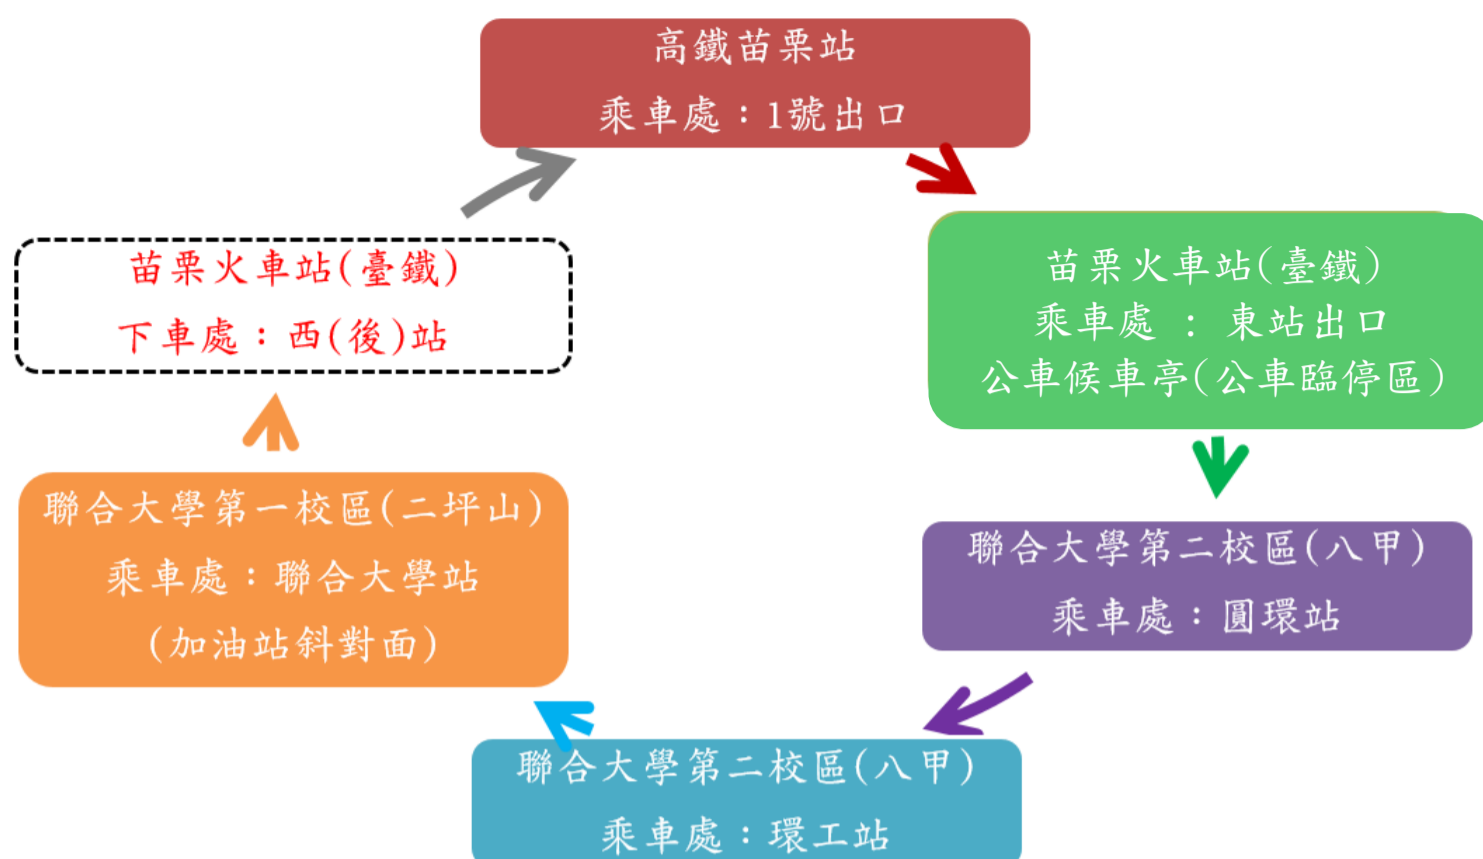 高鐵苗栗站
乘車處：1號出口
苗栗火車站(臺鐵)
乘車處 : 東站出口
公車候車亭(公車臨停區)
聯合大學第二校區(八甲)
乘車處：圓環站
聯合大學第二校區(八甲)
乘車處：環工站
聯合大學第一校區(二坪山)
乘車處：聯合大學站
(加油站斜對面)
苗栗火車站(臺鐵)
下車處：西(後)站